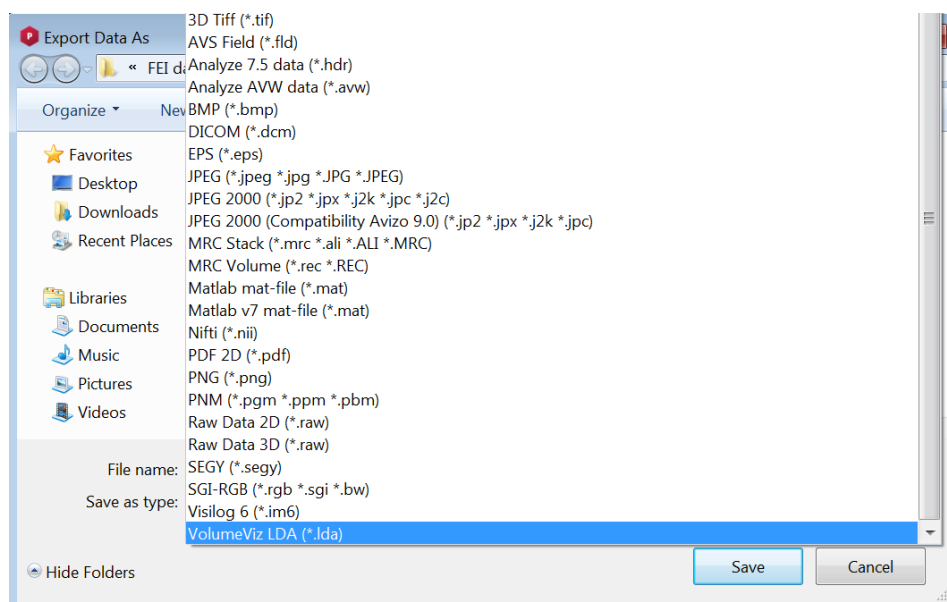 Export Data As
« FEI
Organize
3D Tiff (*.tif)
AVS Field (*.fld)
Analyze 7.5 data (*.hdr)
Analyze AVW data (*.avw)
BMP (*.bmp)
DICOM (*.dcm)
EPS (*.eps)
JPEG (*.jpeg *.jpg *.JPG *.JPEG)
JPEG 2000 (*.jp2 *.jpx *.j2k *.jpc *.j2c)
JPEG 2000 (Compatibility Avizo 9.0) (*.jp2 *.jpx *.j2k *.jpc)
MRC Stack (*.mrc *.ali *.ALI *.MRC)
MRC Volume (*.rec *.REC)
Matlab mat-file (*.mat)
Matlab v7 mat-file (*.mat)
Nifti (*.nii)
PDF 2D (*.pdf)
PNG (*.png)
PNM (*.pgm *.ppm *.pbm)
Raw Data 2D (*.raw)
Raw Data 3D (*.raw)
SEGY (*.segy)
SGI-RGB (*.rgb *.sgi *.bw)
Visilog 6 (*.im6)
VolumeViz LDA (*.lda)
Favorites
Desktop
Downloads
Recent Places
Libraries
Documents
Music
Pictures
Videos
File name:
Save as type:
Hide Folders
Save
Cancel